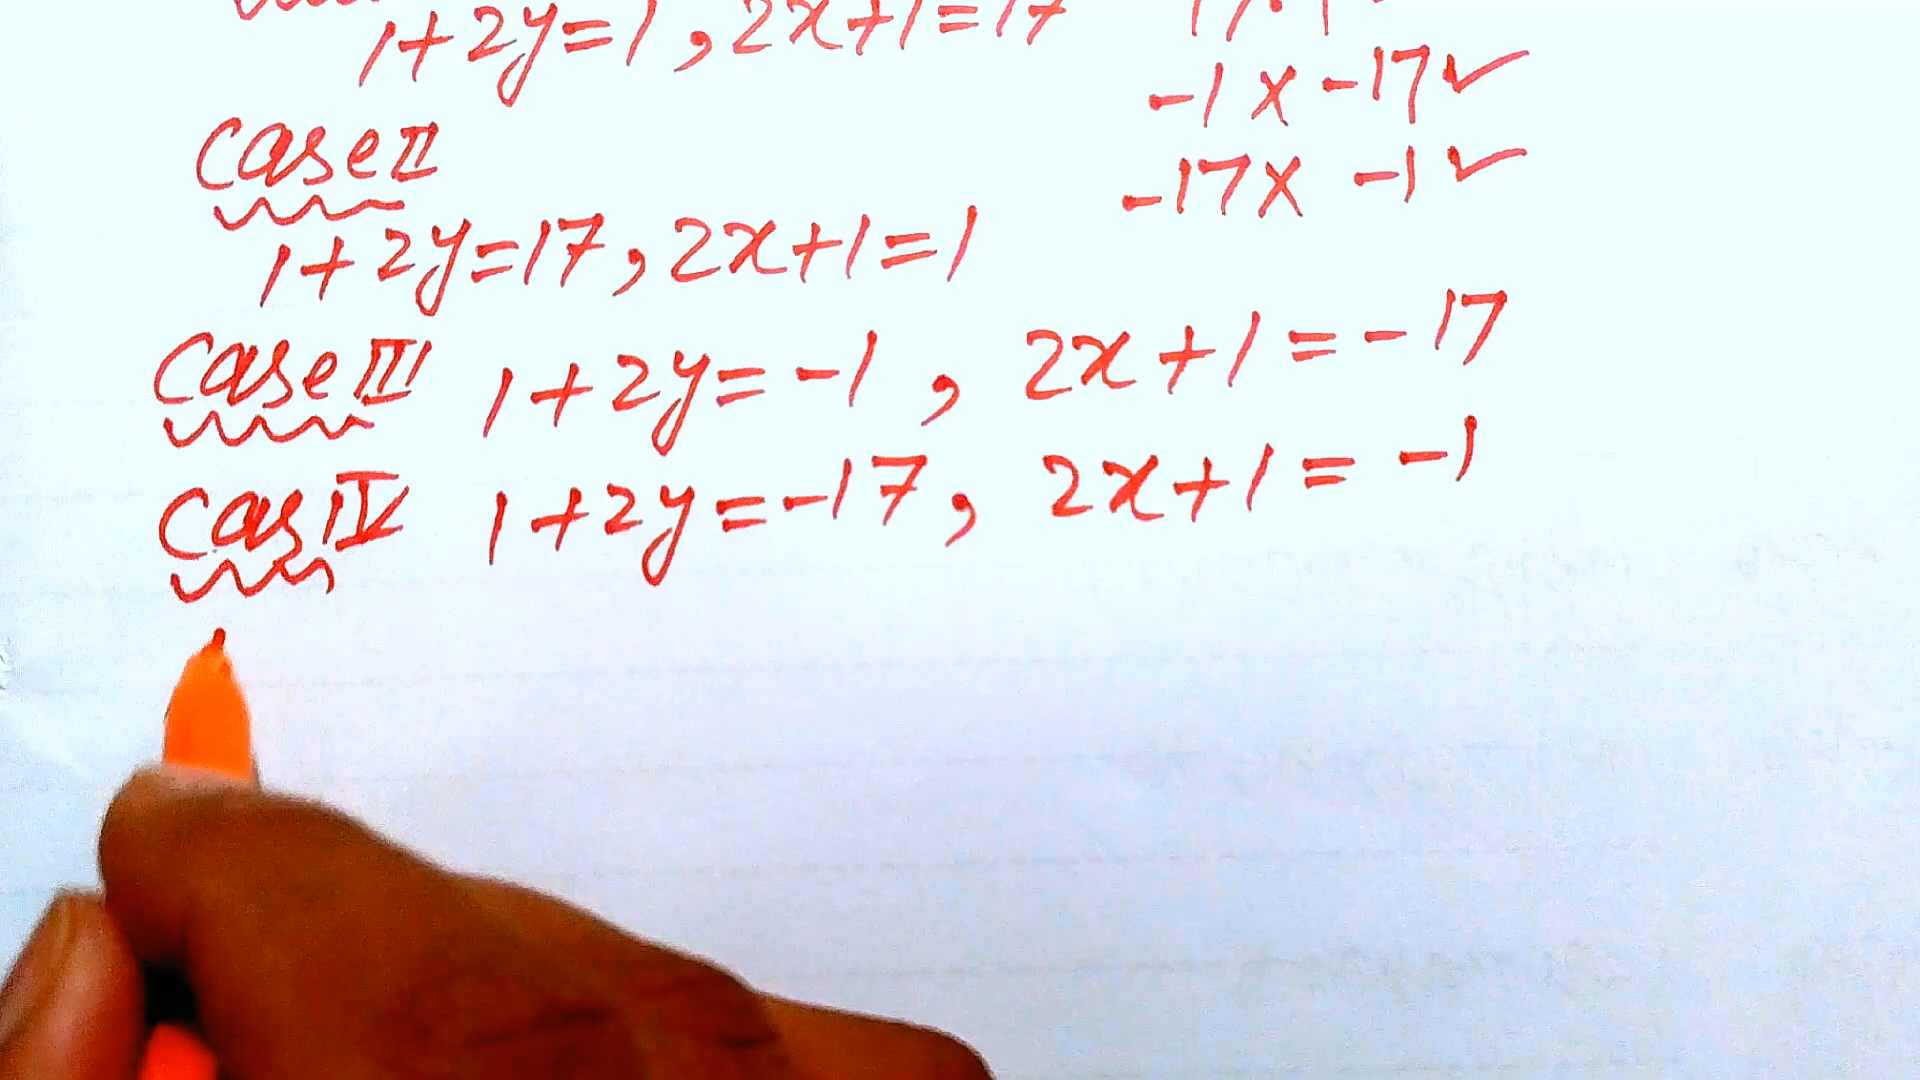 1+2y=1, 2x+1=17
-1 x -17 ✓
Case II
-17 x -1 ✓
1+2y=17, 2x+1=1
Case III 1+2y=-1, 2x+1=-17
Cas IV 1+2y=-17, 2x+1=-1